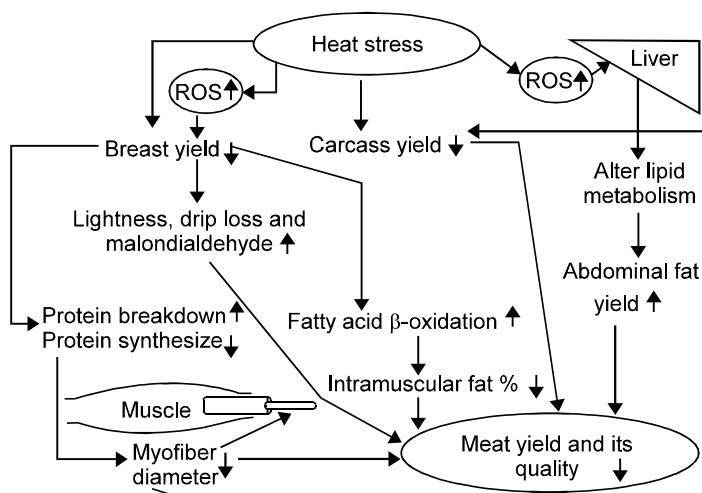 Heat stress
Liver
ROS
ROS
Breast yield
Carcass yield
Alter lipid
metabolism
Lightness, drip loss and
malondialdehyde
Abdominal fat
yield
Protein breakdown
Protein synthesize
Fatty acid β-oxidation
Intramuscular fat %
Muscle
Myofiber
diameter
Meat yield and its
quality